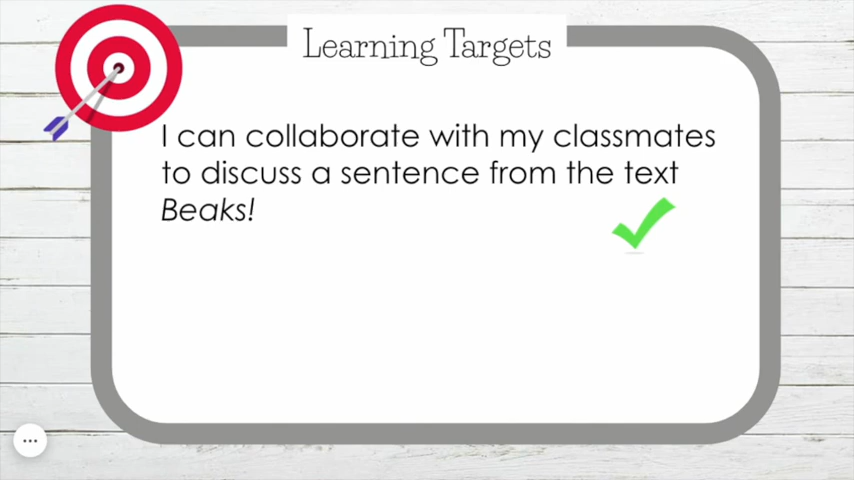 Learning Targets
I can collaborate with my classmates
to discuss a sentence from the text
Beaks!